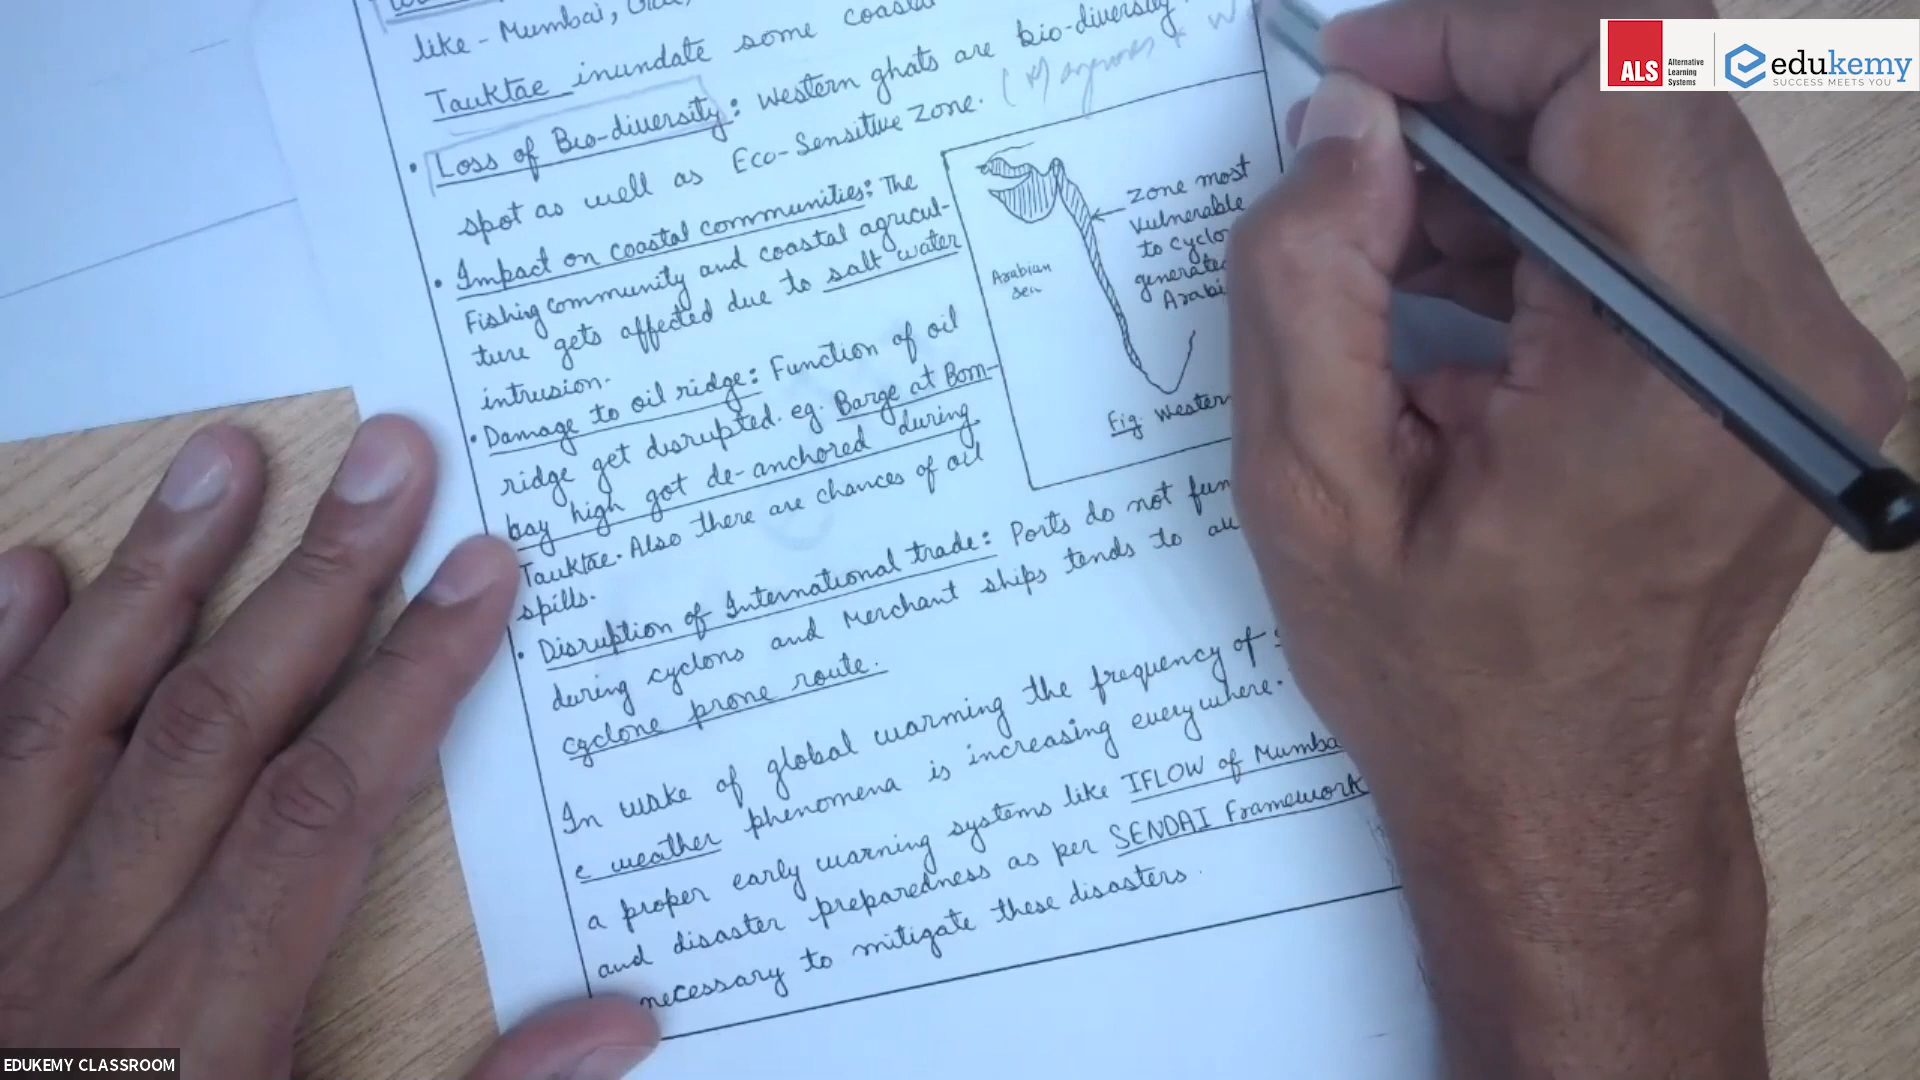 like - Mumbai,
Tauktae inundate some coasta
• Loss of Bio-diversity: Western ghats are bio-diversity
spot as well as Eco-Sensitive Zone.
• Impact on coastal communities: The
Fishing community and coastal agricul-
ture gets affected due to salt water
intrusion.
• Damage to oil ridge: Function of oil
ridge get disrupted. eg. Barge at Bom-
bay high got de-anchored during
Tauktae. Also there are chances of oil
spills.
• Disruption of International trade: Ports do not fun
during cyclons and Merchant ships tends to
cyclone prone route.
In wake of global warming the frequency of
e weather phenomena is increasing everywhere.
a proper early warning systems like IFLOW of Mumba
and disaster preparedness as per SENDAI Framework
necessary to mitigate these disasters.
Zone most
vulnerable
to cyclo
generate
Arabi
Arabian
sea
Fig: Western
ALS Alternative
Learning
Systems
edukemy
SUCCESS MEETS YOU
EDUKEMY CLASSROOM